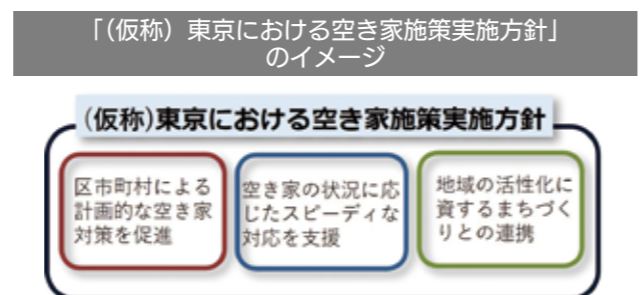 「(仮称) 東京における空き家施策実施方針」
のイメージ
(仮称)東京における空き家施策実施方針
区市町村による
計画的な空き家
対策を促進
空き家の状況に応
じたスピーディな
対応を支援
地域の活性化に
資するまちづく
りとの連携